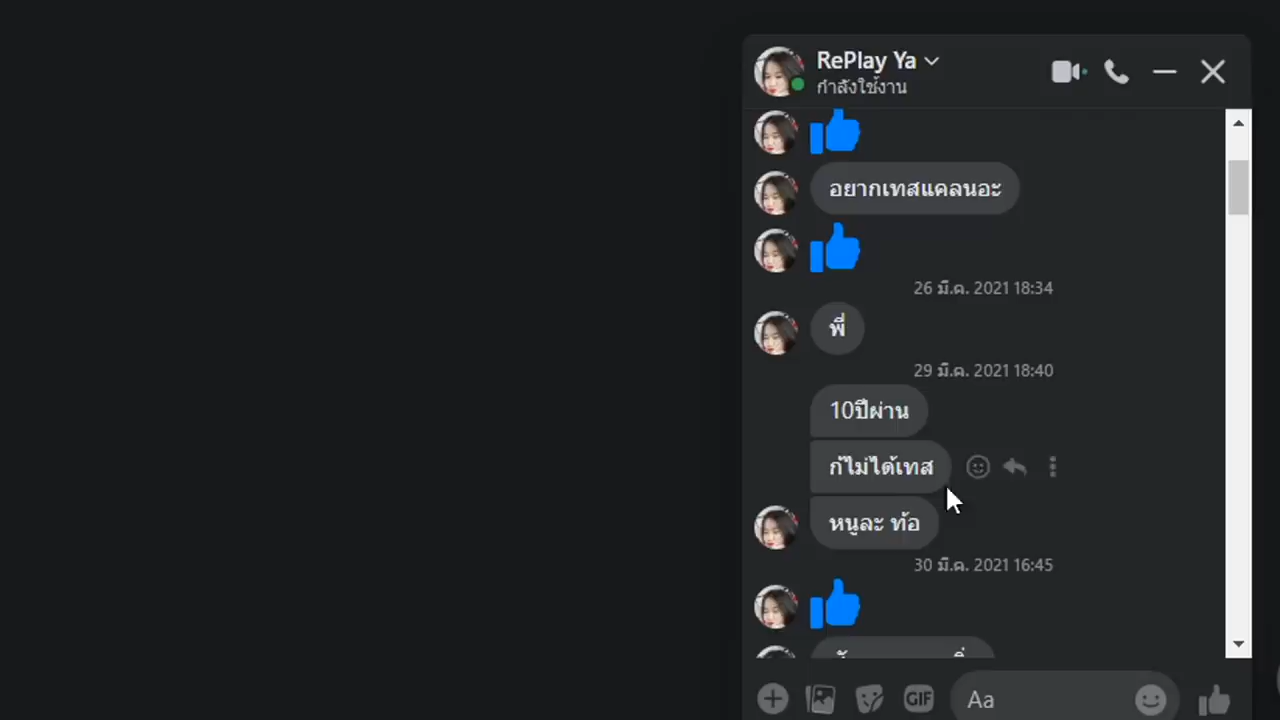 RePlay Ya
กำลังใช้งาน
อยากเทสแคลนอะ
26 มี.ค. 2021 18:34
พี่
29 มี.ค. 2021 18:40
10ปีผ่าน
ก้ไม่ได้เทส
หนูละ ท้อ
30 มี.ค. 2021 16:45
GIF
Aa